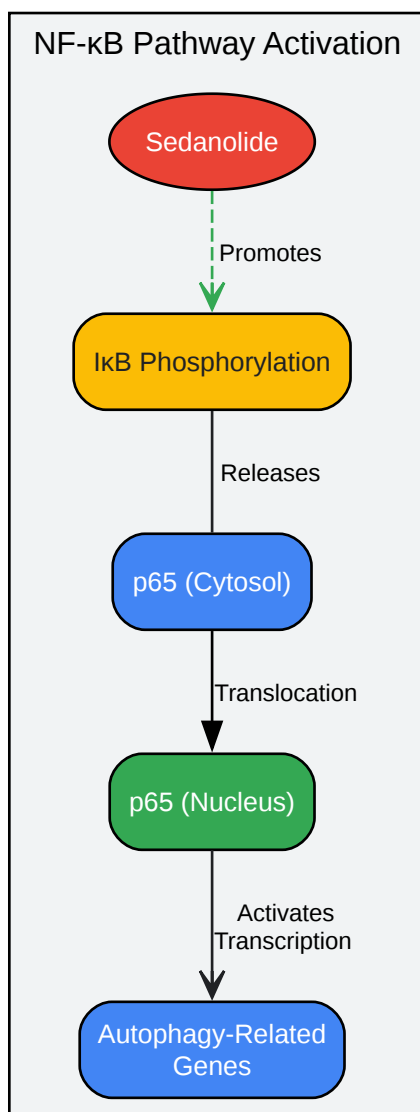 NF-κB Pathway Activation
Sedanolide
Promotes
IκB Phosphorylation
Releases
p65 (Cytosol)
Translocation
p65 (Nucleus)
Activates
Transcription
Autophagy-Related
Genes